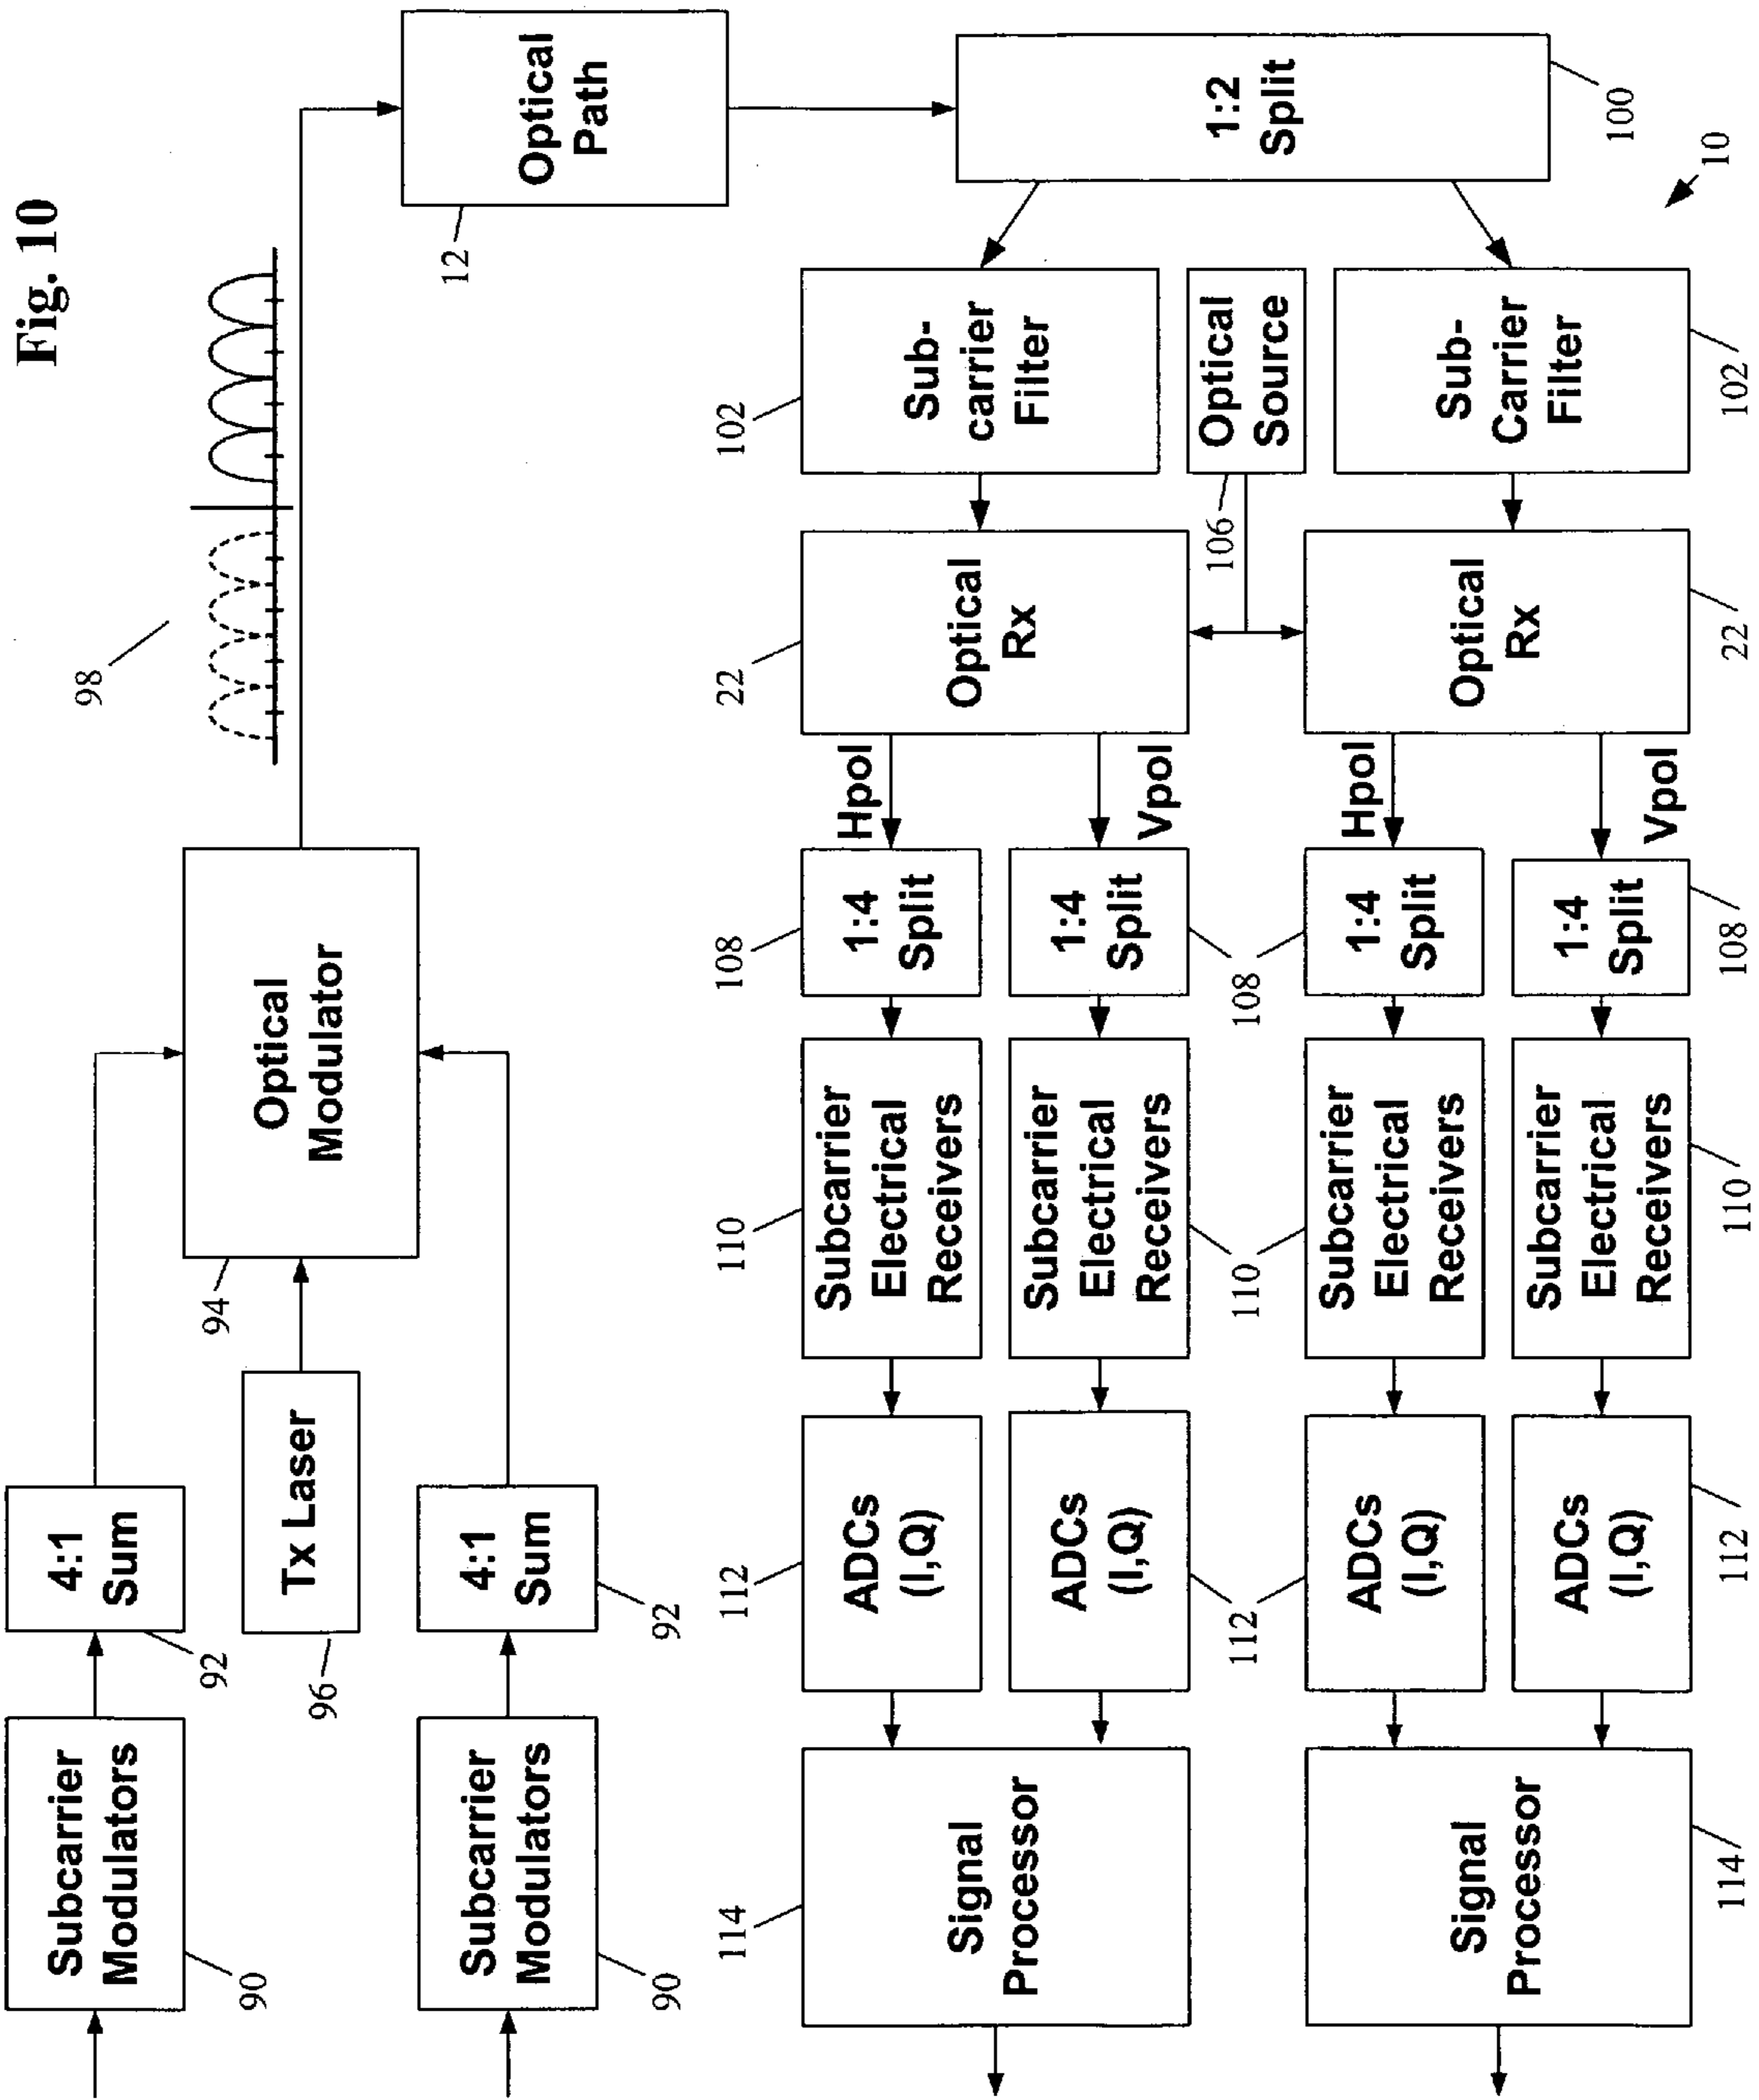 Fig. 10
Subcarrier
Modulators
90
4:1
Sum
92
Tx Laser
96
Subcarrier
Modulators
90
4:1
Sum
92
Optical
Modulator
94
98
Optical
Path
12
1:2
Split
100
10
Sub-
carrier
Filter
102
Optical
Source
106
Sub-
Carrier
Filter
102
Optical
Rx
22
Optical
Rx
22
Hpol
Vpol
Hpol
Vpol
1:4
Split
108
1:4
Split
108
1:4
Split
1:4
Split
108
Subcarrier
Electrical
Receivers
110
Subcarrier
Electrical
Receivers
110
Subcarrier
Electrical
Receivers
Subcarrier
Electrical
Receivers
110
ADCs
(I,Q)
112
ADCs
(I,Q)
112
ADCs
(I,Q)
ADCs
(I,Q)
112
Signal
Processor
114
Signal
Processor
114